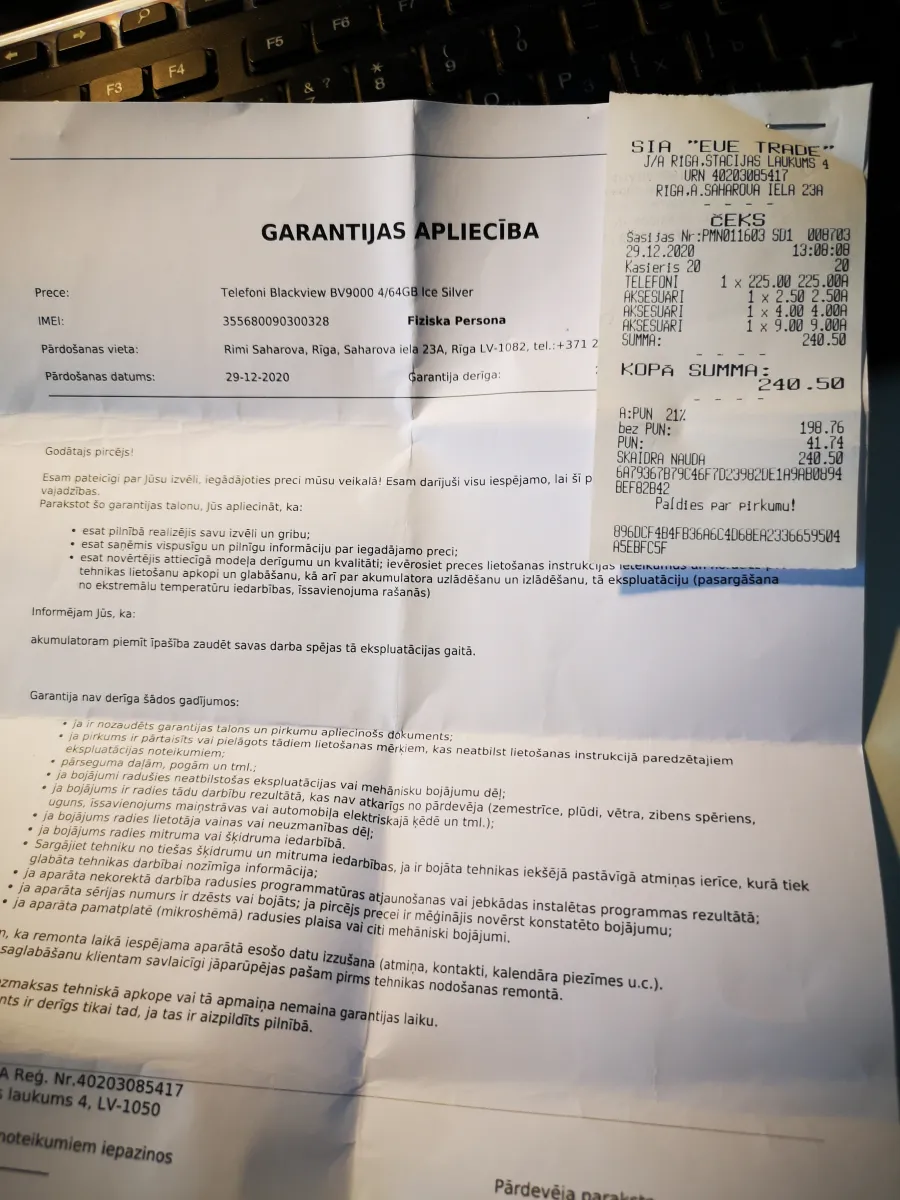 F3
F4
F5
F6
F7
&
?
7
*
8
(
9
P
GARANTIJAS APLIECĪBA
Prece: Telefoni Blackview BV9000 4/64GB Ice Silver
IMEI: 355680090300328 Fiziska Persona
Pārdošanas vieta: Rimi Saharova, Rīga, Saharova iela 23A, Rīga LV-1082, tel.:+371 2
Pārdošanas datums: 29-12-2020 Garantija derīga:
Godātajs pircējs!
Esam pateicīgi par Jūsu izvēli, iegādājoties preci mūsu veikalā! Esam darījuši visu iespējamo, lai šī p
vajadzības.
Parakstot šo garantijas talonu, Jūs apliecināt, ka:
• esat pilnībā realizējis savu izvēli un gribu;
• esat saņēmis vispusīgu un pilnīgu informāciju par iegadājamo preci;
• esat novērtējis attiecīgā modeļa derīgumu un kvalitāti; ievērosiet preces lietošanas instrukcijas ieteikumus un
tehnikas lietošanu apkopi un glabāšanu, kā arī par akumulatora uzlādēšanu un izlādēšanu, tā ekspluatāciju (pasargāšana
no ekstremālu temperatūru iedarbības, īssavienojuma rašanās)
Informējam Jūs, ka:
akumulatoram piemīt īpašība zaudēt savas darba spējas tā ekspluatācijas gaitā.
Garantija nav derīga šādos gadījumos:
• ja ir nozaudēts garantijas talons un pirkumu apliecinošs dokuments;
• ja pirkums ir pārtaisīts vai pielāgots tādiem lietošanas mērķiem, kas neatbilst lietošanas instrukcijā paredzētajiem
ekspluatācijas noteikumiem;
• pārseguma daļām, pogām un tml.;
• ja bojājumi radušies neatbilstošas ekspluatācijas vai mehānisku bojājumu dēļ;
• ja bojājums ir radies tādu darbību rezultātā, kas nav atkarīgs no pārdevēja (zemestrīce, plūdi, vētra, zibens spēriens,
uguns, īssavienojums maiņstrāvas vai automobiļa elektriskajā ķēdē un tml.);
• ja bojājums radies lietotāja vainas vai neuzmanības dēļ;
• ja bojājums radies mitruma vai šķidruma iedarbībā.
• Sargājiet tehniku no tiešas šķidrumu un mitruma iedarbības, ja ir bojāta tehnikas iekšējā pastāvīgā atmiņas ierīce, kurā tiek
glabāta tehnikas darbībai nozīmīga informācija;
• ja aparāta nekorektā darbība radusies programmatūras atjaunošanas vai jebkādas instalētas programmas rezultātā;
• ja aparāta sērijas numurs ir dzēsts vai bojāts; ja pircējs precei ir mēģinājis novērst konstatēto bojājumu;
• ja aparāta pamatplatē (mikroshēmā) radusies plaisa vai citi mehāniski bojājumi.
n, ka remonta laikā iespējama aparātā esošo datu izzušana (atmiņa, kontakti, kalendāra piezīmes u.c.).
saglabāšanu klientam savlaicīgi jāparūpējas pašam pirms tehnikas nodošanas remontā.
zmaksas tehniskā apkope vai tā apmaiņa nemaina garantijas laiku.
nts ir derīgs tikai tad, ja tas ir aizpildīts pilnībā.
A Reģ. Nr.40203085417
s laukums 4, LV-1050
noteikumiem iepazinos
Pārdevēja paraksts
SIA "EUE TRADE"
J/A RIGA,STACIJAS LAUKUMS 4
URN 40203085417
RIGA,A.SAHAROVA IELA 23A
ČEKS
Šasijas Nr:PMN011603 SD1 008703
29.12.2020 13:08:08
Kasieris 20 20
TELEFONI 1 x 225.00 225.00A
AKSESUARI 1 x 2.50 2.50A
AKSESUARI 1 x 4.00 4.00A
AKSESUARI 1 x 9.00 9.00A
SUMMA: 240.50
KOPā SUMMA:
240.50
A:PUN 21%
bez PUN: 198.76
PUN: 41.74
SKAIDRA NAUDA 240.50
6A79367B79C46F7D23982DE1A9AB0894
BEF82B42
Paldies par pirkumu!
896DCF4B4FB36A6C4D68EA2336659504
A5EBFC5F